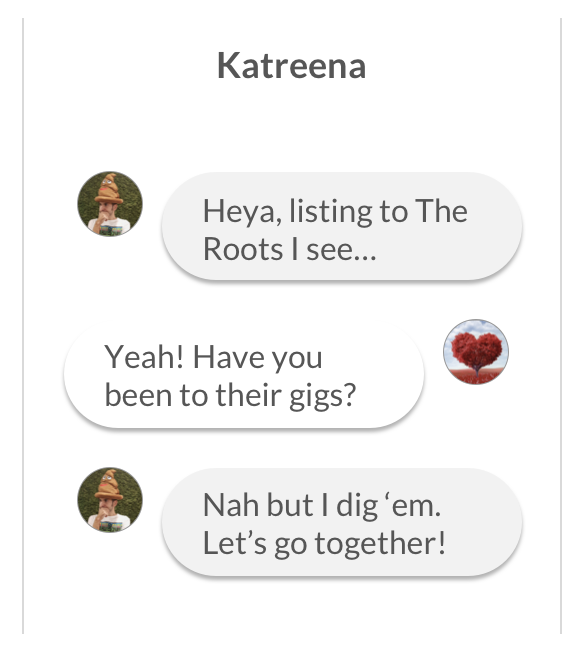 Katreena
Heya, listing to The
Roots I see...
Yeah! Have you
been to their gigs?
Nah but I dig ‘em.
Let’s go together!